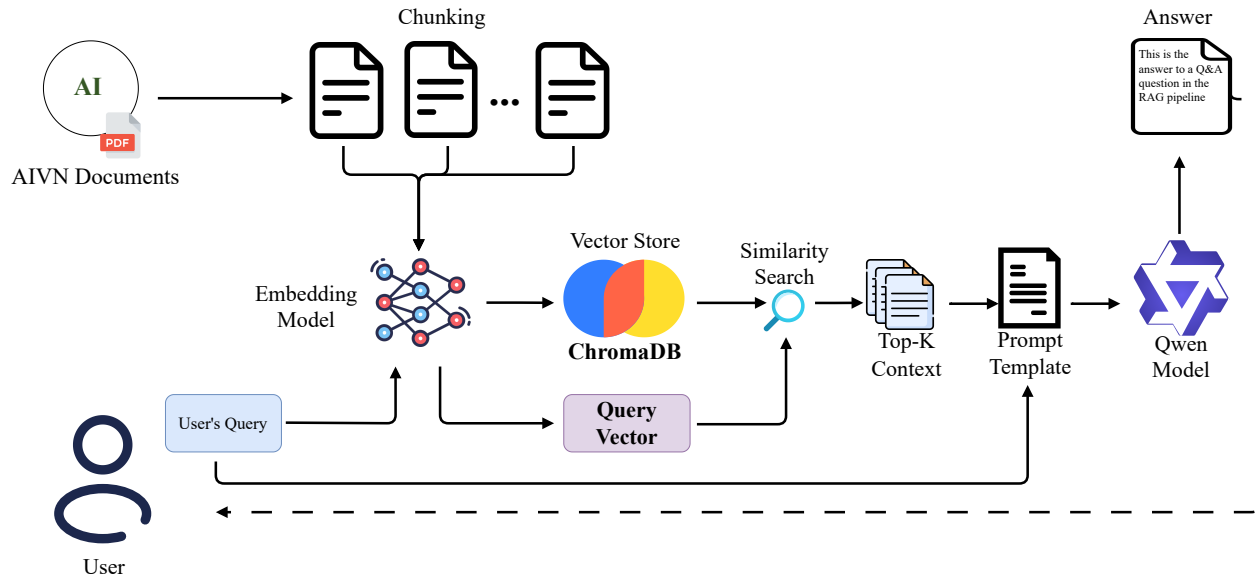 Chunking
Answer
AI
PDF
AIVN Documents
This is the
answer to a Q&A
question in the
RAG pipeline
Embedding
Model
Vector Store
ChromaDB
Similarity
Search
Top-K
Context
Prompt
Template
Qwen
Model
User's Query
Query
Vector
User